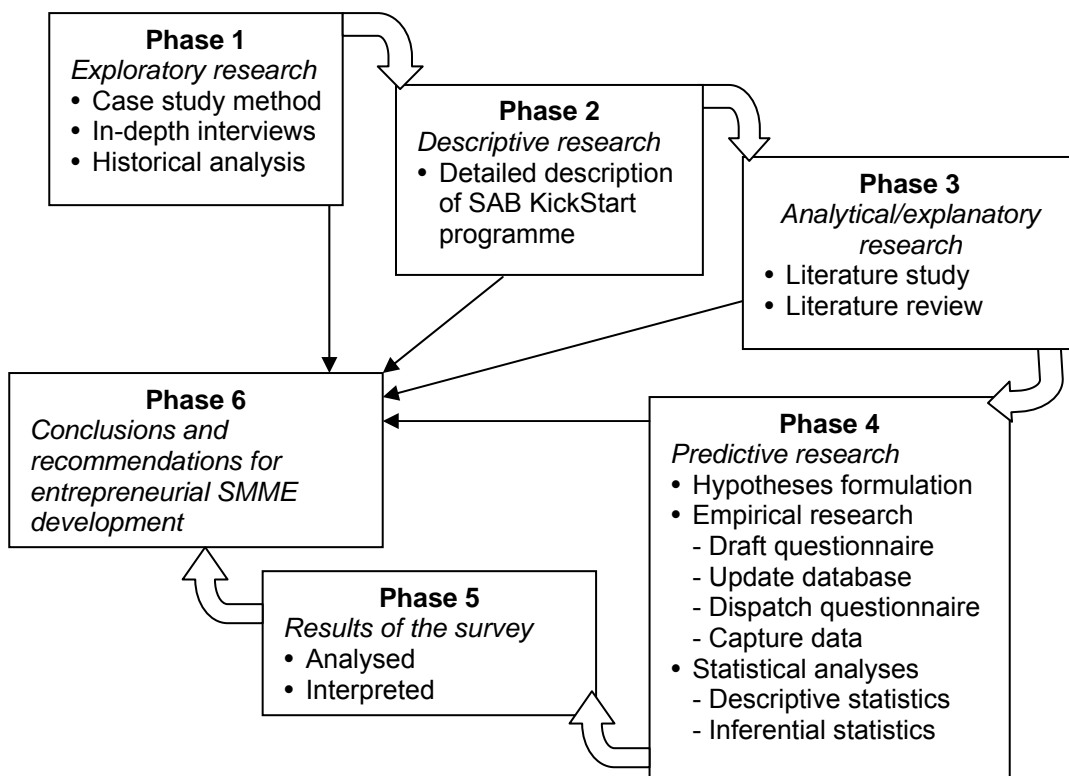 Phase 1
Exploratory research
• Case study method
• In-depth interviews
• Historical analysis
Phase 2
Descriptive research
• Detailed description
of SAB KickStart
programme
Phase 3
Analytical/explanatory
research
• Literature study
• Literature review
Phase 4
Predictive research
• Hypotheses formulation
• Empirical research
- Draft questionnaire
- Update database
- Dispatch questionnaire
- Capture data
• Statistical analyses
- Descriptive statistics
- Inferential statistics
Phase 5
Results of the survey
• Analysed
• Interpreted
Phase 6
Conclusions and
recommendations for
entrepreneurial SMME
development